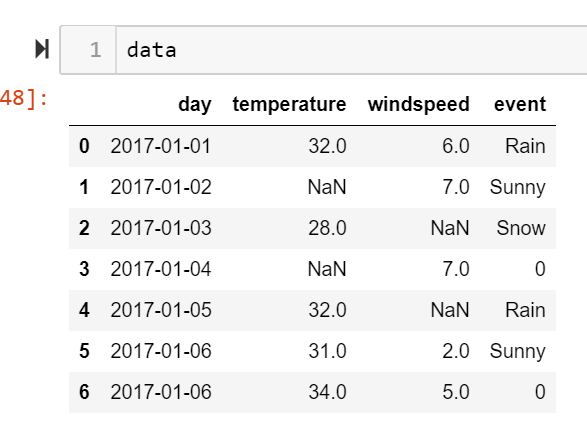 1 data
48]:
day temperature windspeed event
0 2017-01-01 32.0 6.0 Rain
1 2017-01-02 NaN 7.0 Sunny
2 2017-01-03 28.0 NaN Snow
3 2017-01-04 NaN 7.0 0
4 2017-01-05 32.0 NaN Rain
5 2017-01-06 31.0 2.0 Sunny
6 2017-01-06 34.0 5.0 0